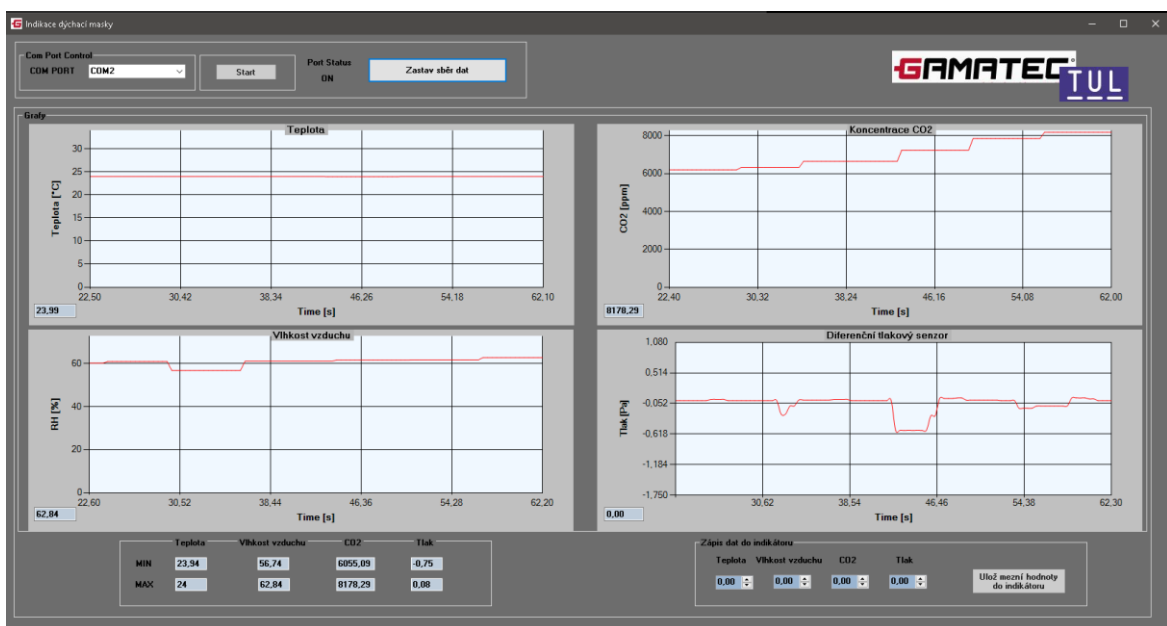 Indikace dýchací masky
Com Port Control
COM PORT COM2
Start
Port Status
ON
Zastav sběr dat
GAMATEC
TUL
Grafy
Teplota
30
25
20
15
10
5
0
Teplota [°C]
22,50 30,42 38,34 46,26 54,18 62,10
Time [s]
23,99
Koncentrace CO2
8000
6000
4000
2000
0
CO2 [ppm]
22,40 30,32 38,24 46,16 54,08 62,00
Time [s]
8178,29
Vlhkost vzduchu
60
40
20
0
RH [%]
22,60 30,52 38,44 46,36 54,28 62,20
Time [s]
62,84
Diferenční tlakový senzor
1,080
0,514
-0,052
-0,618
-1,184
-1,750
Tlak [Pa]
30,62 38,54 46,46 54,38 62,30
Time [s]
0,00
Teplota Vlhkost vzduchu CO2 Tlak
MIN 23,94 56,74 6055,09 -0,75
MAX 24 62,84 8178,29 0,08
Zápis dat do indikátoru
Teplota Vlhkost vzduchu CO2 Tlak
0,00 0,00 0,00 0,00
Ulož mezní hodnoty
do indikátoru